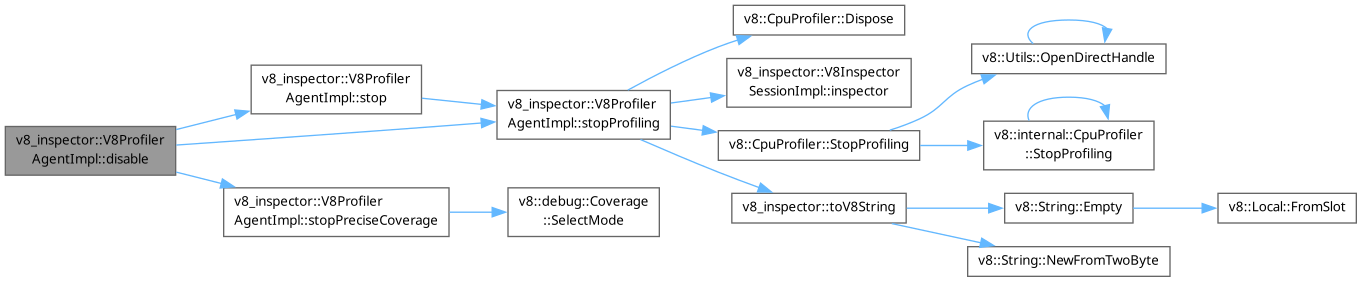 v8_inspector::V8Profiler
AgentImpl::disable
v8_inspector::V8Profiler
AgentImpl::stop
v8_inspector::V8Profiler
AgentImpl::stopPreciseCoverage
v8_inspector::V8Profiler
AgentImpl::stopProfiling
v8::debug::Coverage
::SelectMode
v8::CpuProfiler::Dispose
v8_inspector::V8Inspector
SessionImpl::inspector
v8::CpuProfiler::StopProfiling
v8_inspector::toV8String
v8::Utils::OpenDirectHandle
v8::internal::CpuProfiler
::StopProfiling
v8::String::Empty
v8::String::NewFromTwoByte
v8::Local::FromSlot